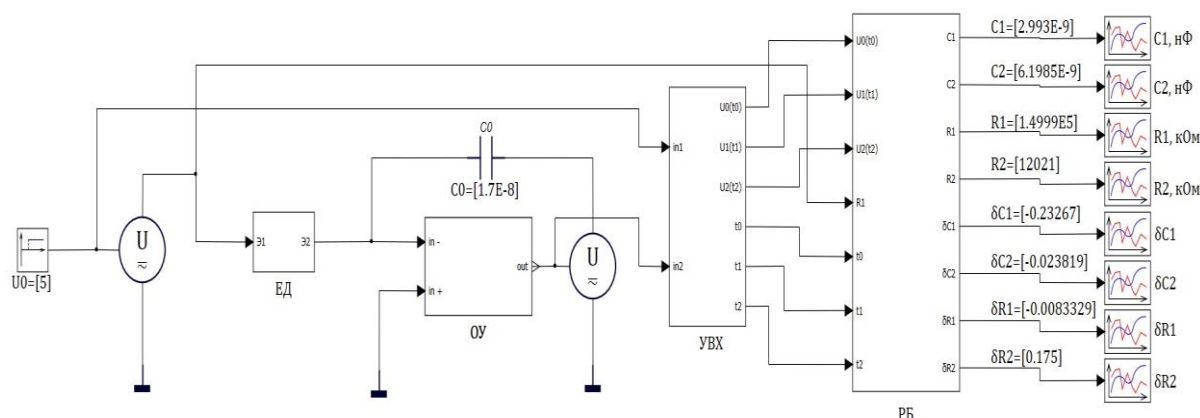 U0=[5]
U
≂
Э1
Э2
ЕД
C0
C0=[1.7E-8]
in -
in +
out
ОУ
U
≂
in1
in2
U0(t0)
U1(t1)
U2(t2)
t0
t1
t2
УВХ
U0(t0)
U1(t1)
U2(t2)
R1
t0
t1
t2
C1
C2
R1
R2
δC1
δC2
δR1
δR2
РБ
C1=[2.993E-9]
C1, нФ
C2=[6.1985E-9]
C2, нФ
R1=[1.4999E5]
R1, кОм
R2=[12021]
R2, кОм
δC1=[-0.23267]
δC1
δC2=[-0.023819]
δC2
δR1=[-0.0083329]
δR1
δR2=[0.175]
δR2